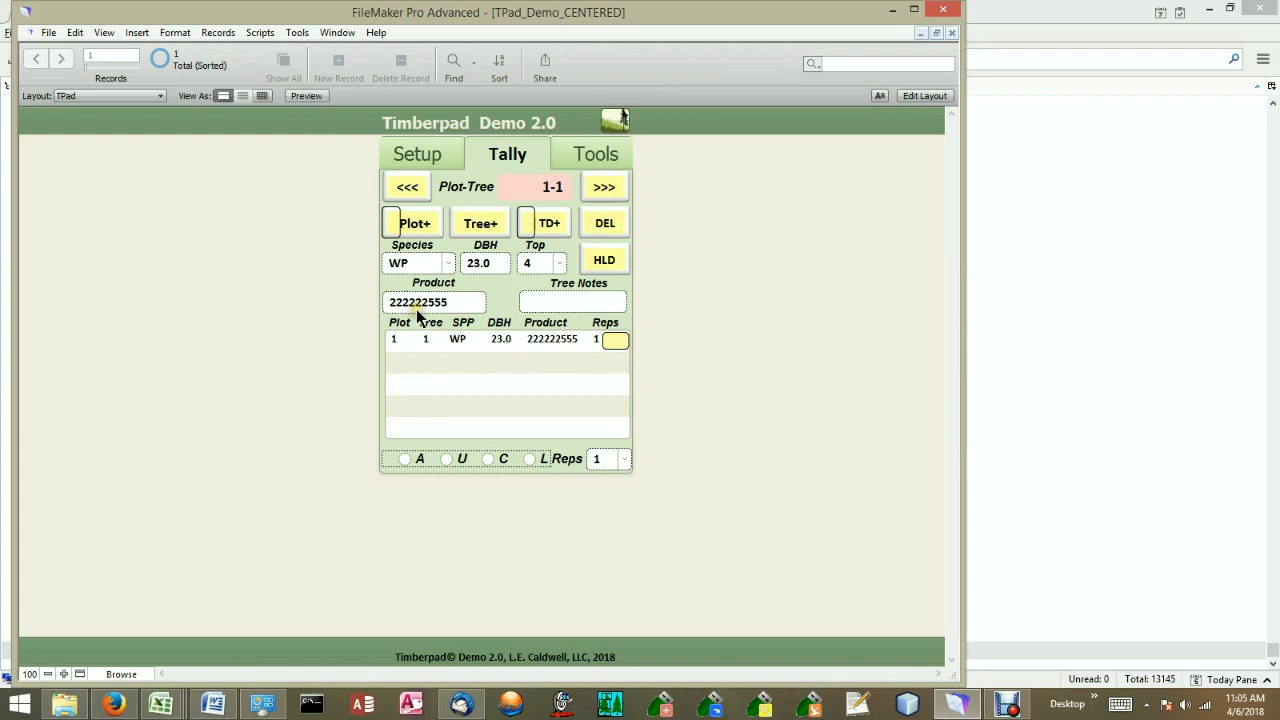 FileMaker Pro Advanced - [TPad_Demo_CENTERED]
File Edit View Insert Format Records Scripts Tools Window Help
1
1
Total (Sorted)
Records
Show All New Record Delete Record Find Sort Share
Layout: TPad View As: Preview Aa Edit Layout
Timberpad Demo 2.0
Setup Tally Tools
<<< Plot-Tree 1-1 >>>
Plot+ Tree+ TD+ DEL
Species DBH Top
WP 23.0 4 HLD
Product Tree Notes
222222555
Plot Tree SPP DBH Product Reps
1 1 WP 23.0 222222555 1
A U C L Reps 1
Timberpad© Demo 2.0, L.E. Caldwell, LLC, 2018
100 Browse
Unread: 0 Total: 13145 Today Pane
Desktop
11:05 AM
4/6/2018